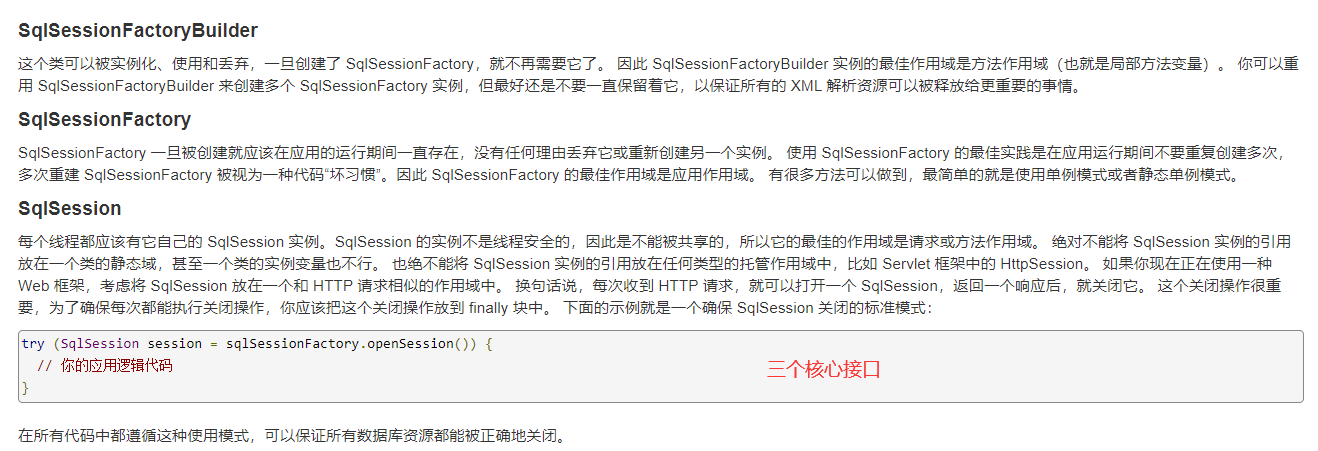 SqlSessionFactoryBuilder
这个类可以被实例化、使用和丢弃，一旦创建了 SqlSessionFactory，就不再需要它了。 因此 SqlSessionFactoryBuilder 实例的最佳作用域是方法作用域（也就是局部方法变量）。 你可以重
用 SqlSessionFactoryBuilder 来创建多个 SqlSessionFactory 实例，但最好还是不要一直保留着它，以保证所有的 XML 解析资源可以被释放给更重要的事情。
SqlSessionFactory
SqlSessionFactory 一旦被创建就应该在应用的运行期间一直存在，没有任何理由丢弃它或重新创建另一个实例。 使用 SqlSessionFactory 的最佳实践是在应用运行期间不要重复创建多次，
多次重建 SqlSessionFactory 被视为一种代码“坏习惯”。因此 SqlSessionFactory 的最佳作用域是应用作用域。 有很多方法可以做到，最简单的就是使用单例模式或者静态单例模式。
SqlSession
每个线程都应该有它自己的 SqlSession 实例。SqlSession 的实例不是线程安全的，因此是不能被共享的，所以它的最佳的作用域是请求或方法作用域。 绝对不能将 SqlSession 实例的引用
放在一个类的静态域，甚至一个类的实例变量也不行。 也绝不能将 SqlSession 实例的引用放在任何类型的托管作用域中，比如 Servlet 框架中的 HttpSession。 如果你现在正在使用一种
Web 框架，考虑将 SqlSession 放在一个和 HTTP 请求相似的作用域中。 换句话说，每次收到 HTTP 请求，就可以打开一个 SqlSession，返回一个响应后，就关闭它。 这个关闭操作很重
要，为了确保每次都能执行关闭操作，你应该把这个关闭操作放到 finally 块中。 下面的示例就是一个确保 SqlSession 关闭的标准模式：
try (SqlSession session = sqlSessionFactory.openSession()) {
// 你的应用逻辑代码
三个核心接口
}
在所有代码中都遵循这种使用模式，可以保证所有数据库资源都能被正确地关闭。